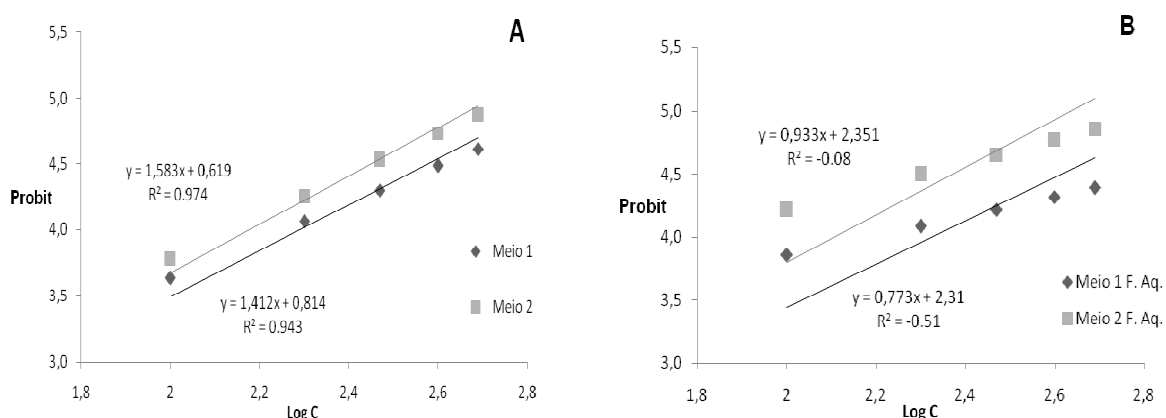 A
5,5
5,0
4,5
4,0
3,5
3,0
Probit
y = 1,583x + 0,619
R² = 0.974
y = 1,412x + 0,814
R² = 0.943
Meio 1
Meio 2
1,8 2 2,2 2,4 2,6 2,8
Log C
B
5,5
5,0
4,5
4,0
3,5
3,0
Probit
y = 0,933x + 2,351
R² = -0.08
y = 0,773x + 2,31
R² = -0.51
Meio 1 F. Aq.
Meio 2 F. Aq.
1,8 2 2,2 2,4 2,6 2,8
Log C